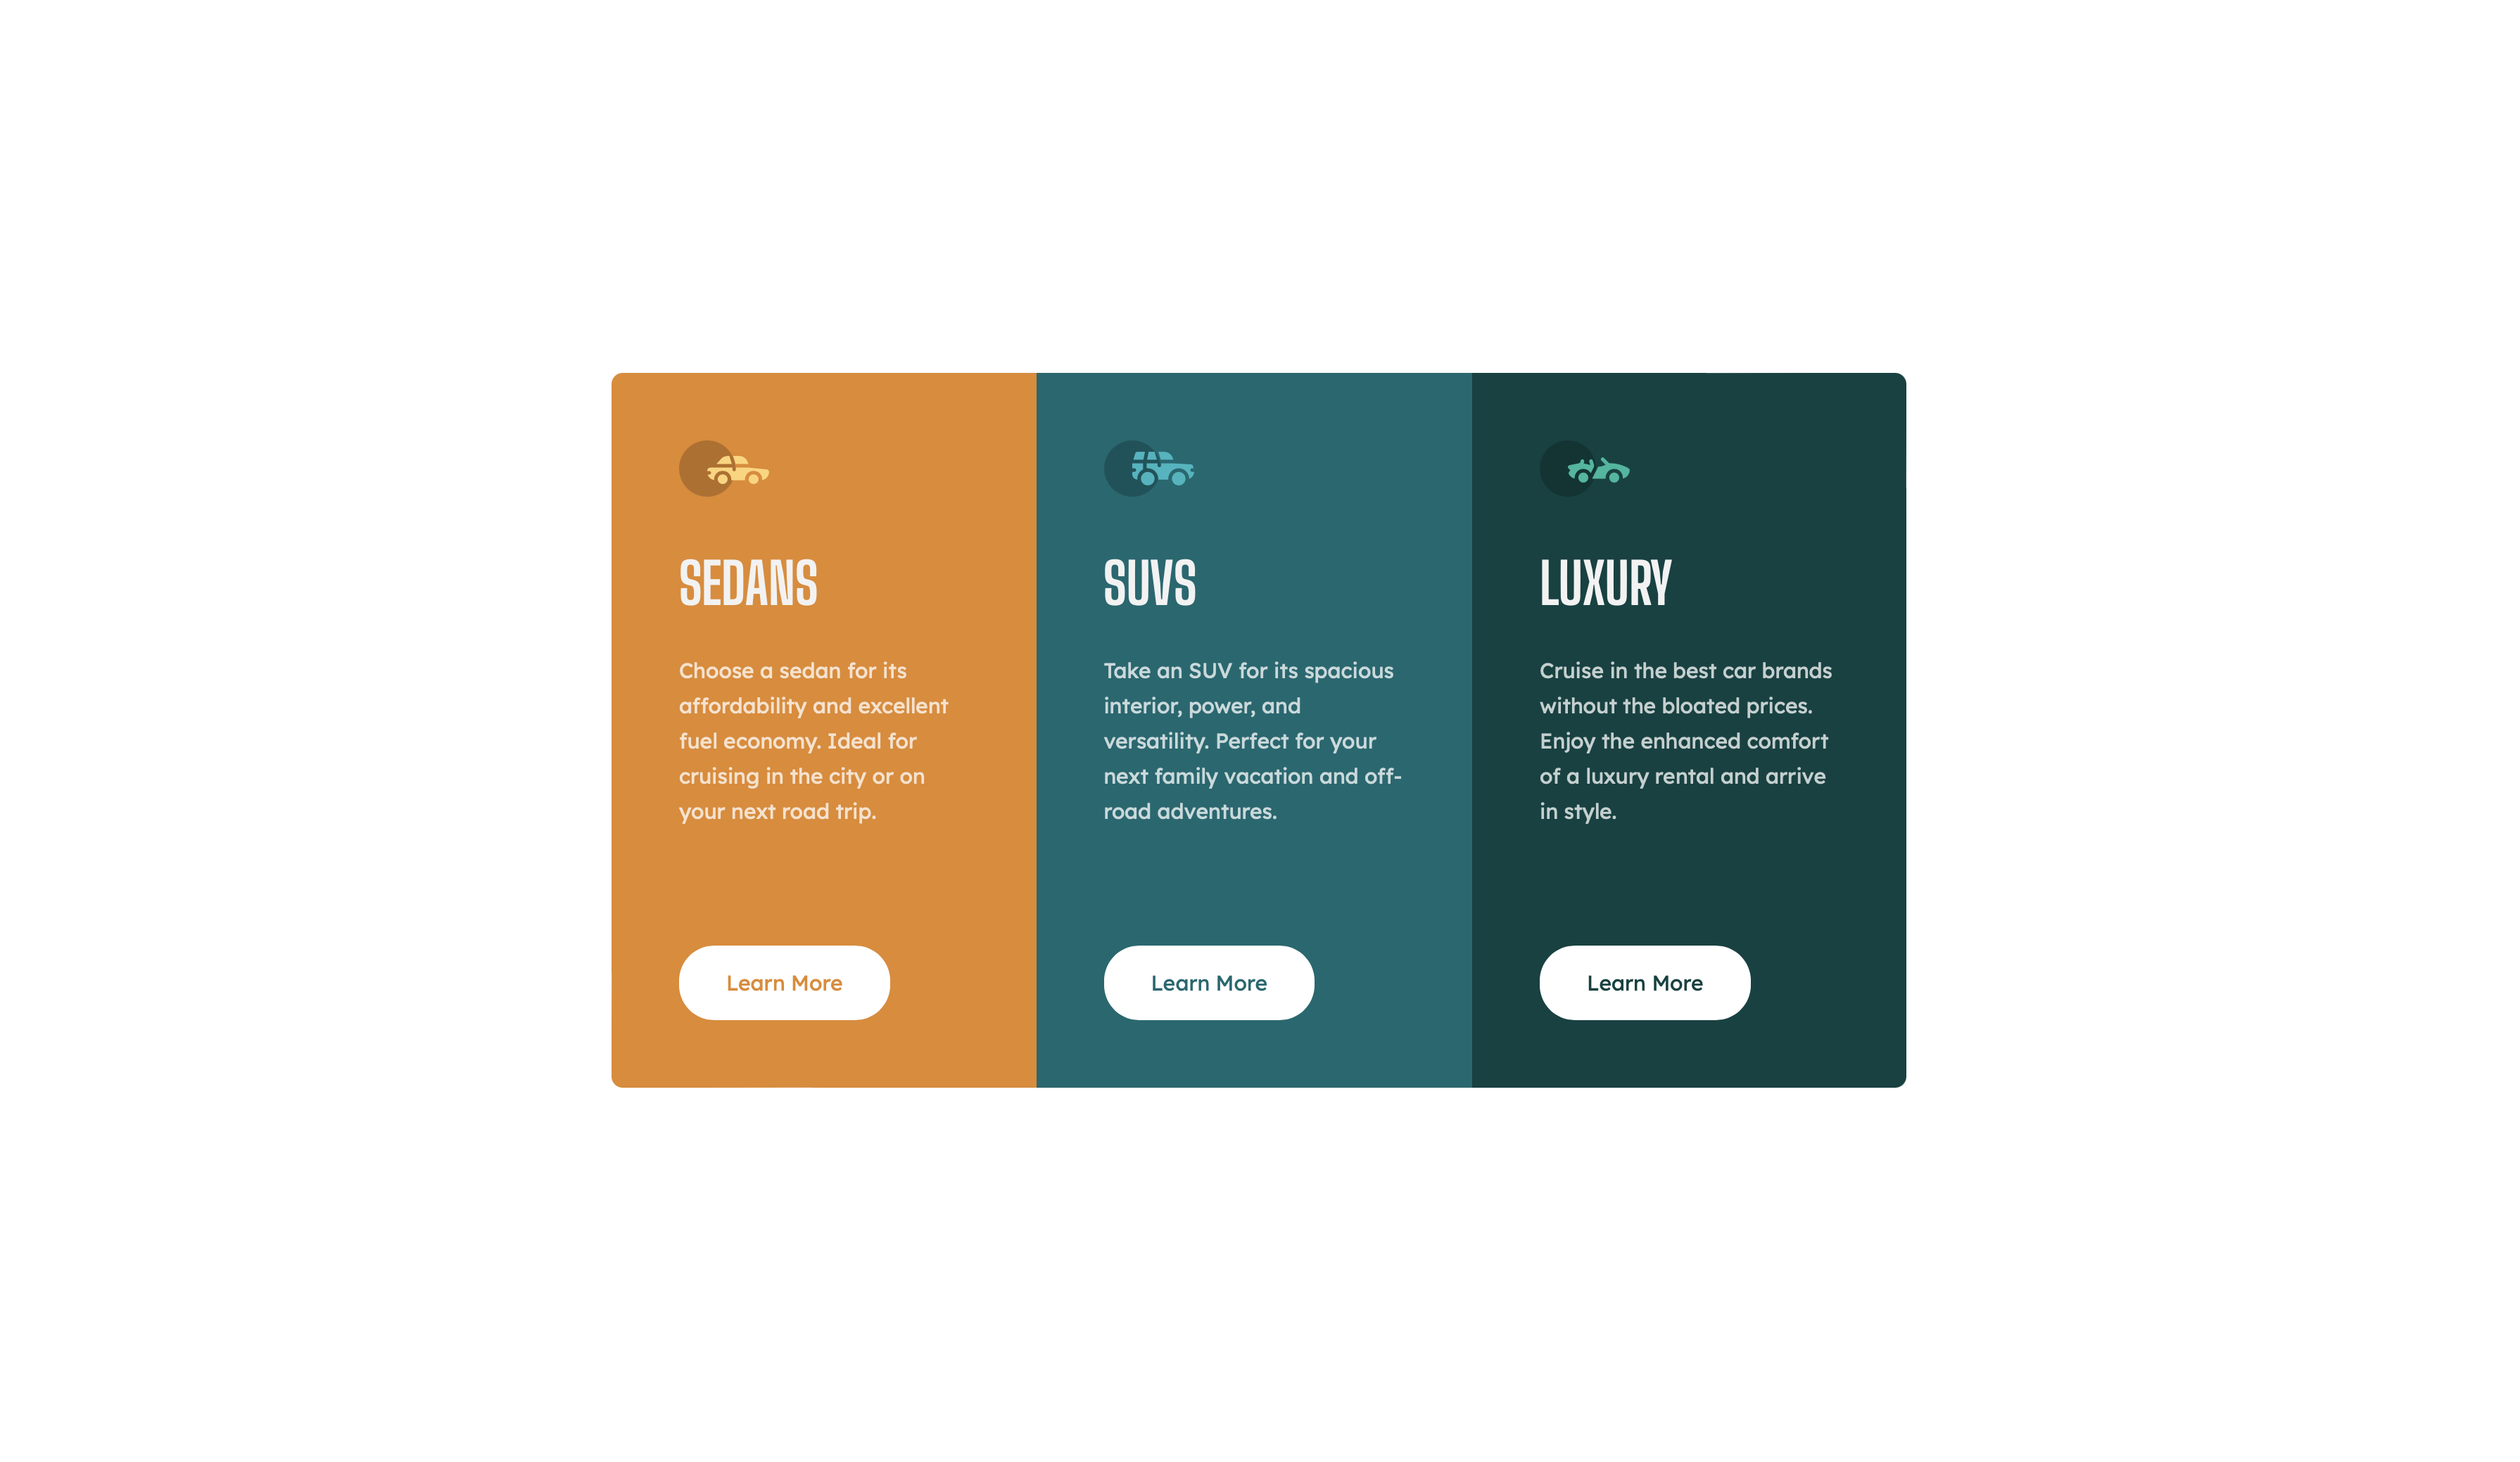 SEDANS
Choose a sedan for its
affordability and excellent
fuel economy. Ideal for
cruising in the city or on
your next road trip.
Learn More
SUVS
Take an SUV for its spacious
interior, power, and
versatility. Perfect for your
next family vacation and off-
road adventures.
Learn More
LUXURY
Cruise in the best car brands
without the bloated prices.
Enjoy the enhanced comfort
of a luxury rental and arrive
in style.
Learn More